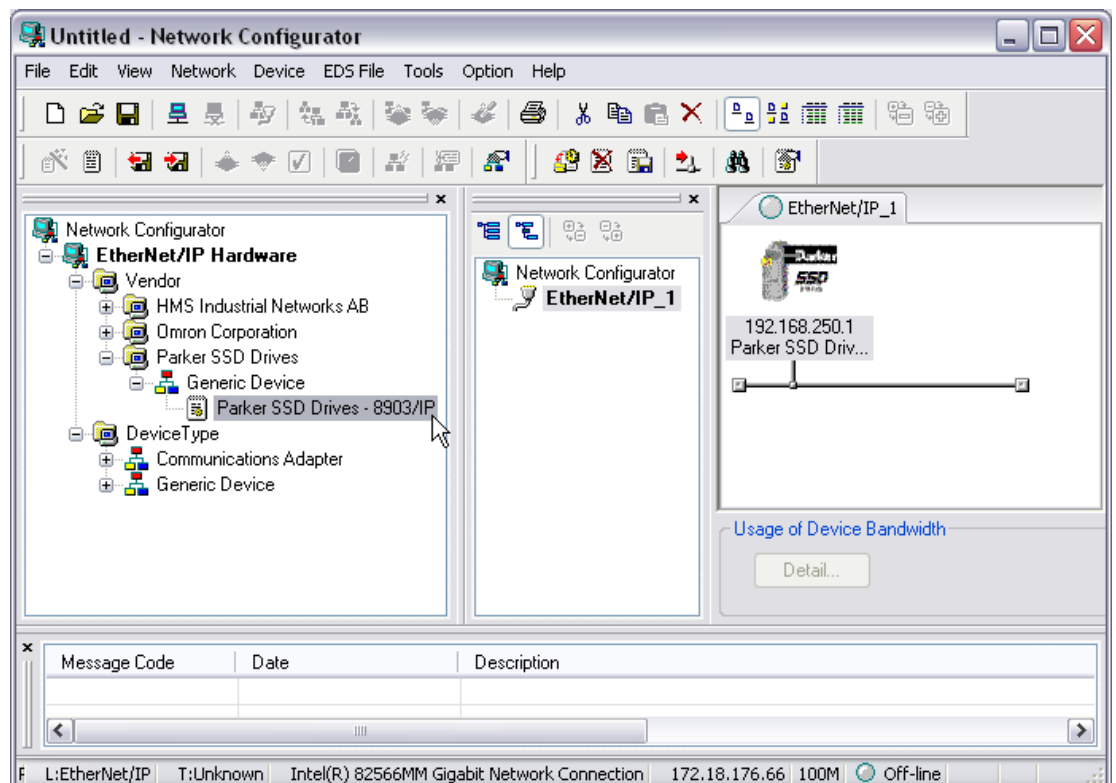 Untitled - Network Configurator
File Edit View Network Device EDS File Tools Option Help
Network Configurator
EtherNet/IP Hardware
Vendor
HMS Industrial Networks AB
Omron Corporation
Parker SSD Drives
Generic Device
Parker SSD Drives - 8903/IP
DeviceType
Communications Adapter
Generic Device
Network Configurator
EtherNet/IP_1
EtherNet/IP_1
Parker
SSD
192.168.250.1
Parker SSD Driv...
Usage of Device Bandwidth
Detail...
Message Code Date Description
L:EtherNet/IP T:Unknown Intel(R) 82566MM Gigabit Network Connection 172.18.176.66 100M Off-line